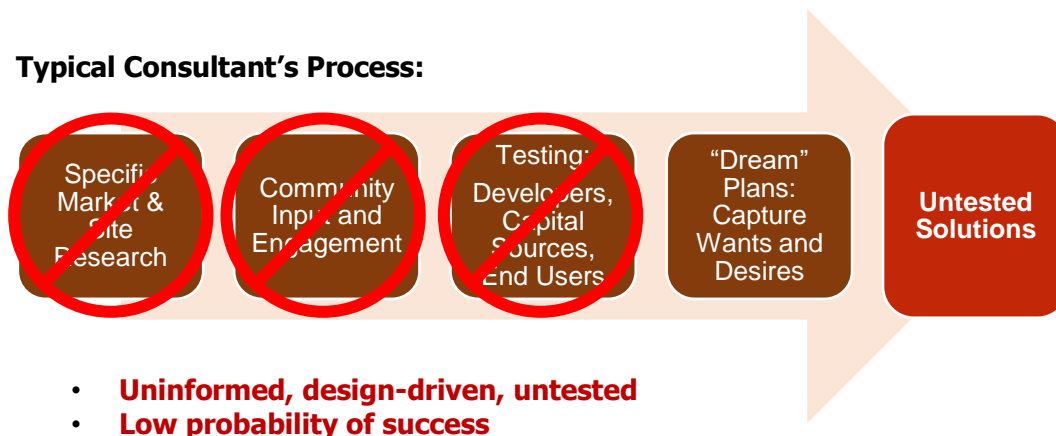 Typical Consultant’s Process:
Specific
Market &
Site
Research
Community
Input and
Engagement
Testing:
Developers,
Capital
Sources,
End Users
“Dream”
Plans:
Capture
Wants and
Desires
Untested
Solutions
• Uninformed, design-driven, untested
• Low probability of success